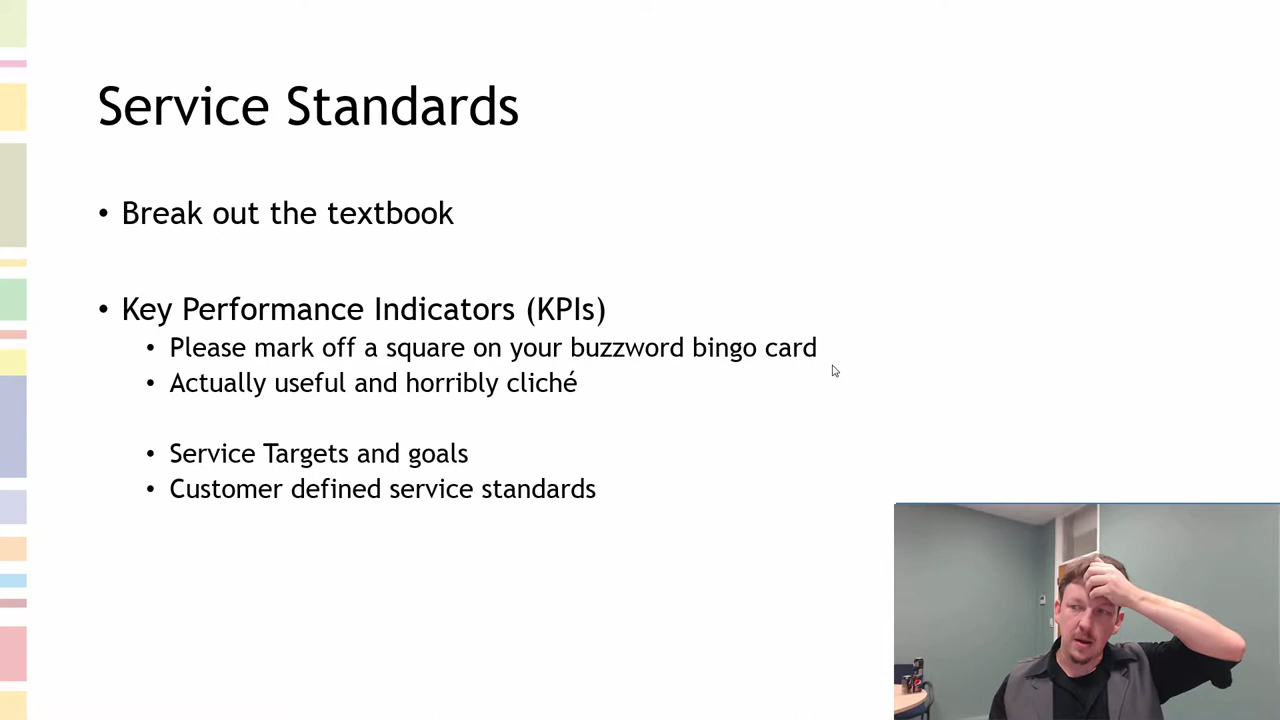 Service Standards
• Break out the textbook
• Key Performance Indicators (KPIs)
• Please mark off a square on your buzzword bingo card
• Actually useful and horribly cliché
• Service Targets and goals
• Customer defined service standards